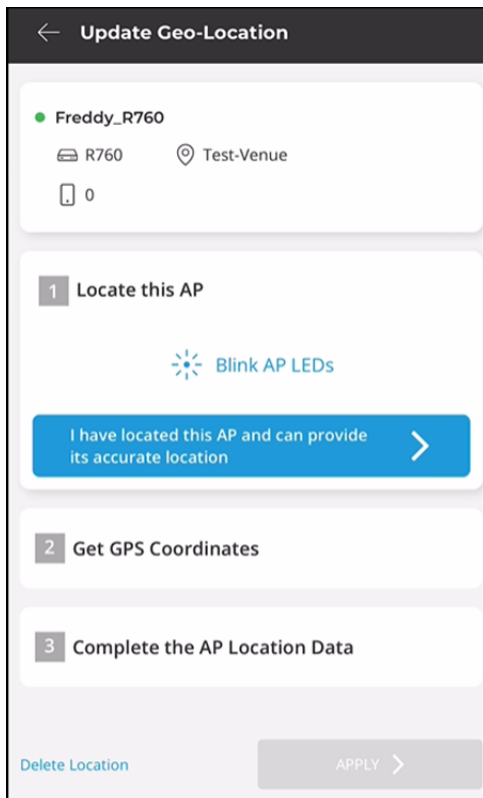 Update Geo-Location
Freddy_R760
R760
Test-Venue
0
1 Locate this AP
Blink AP LEDs
I have located this AP and can provide
its accurate location
2 Get GPS Coordinates
3 Complete the AP Location Data
Delete Location
APPLY